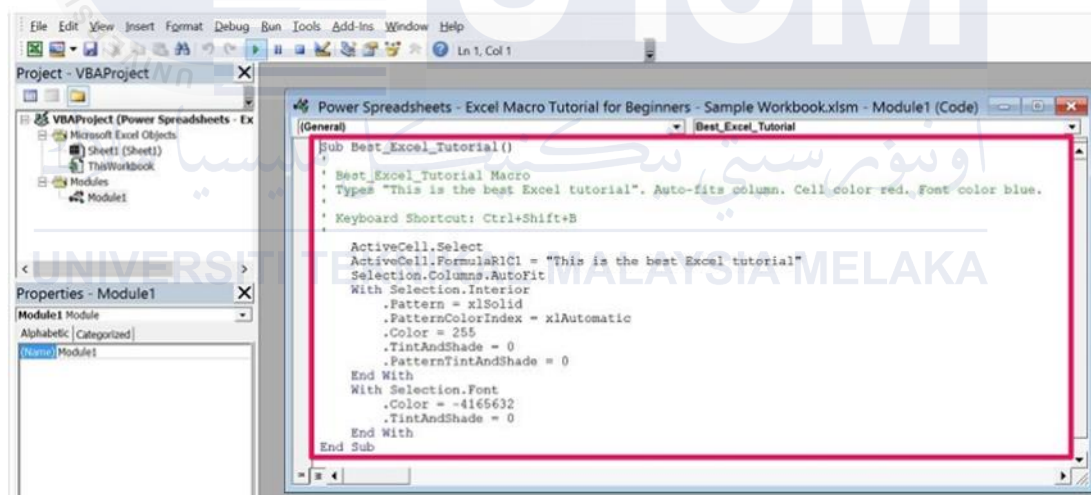 File Edit View Insert Format Debug Run Tools Add-Ins Window Help
Ln 1, Col 1
Project - VBAProject
VBAProject (Power Spreadsheets - Ex
Microsoft Excel Objects
Sheet1 (Sheet1)
ThisWorkbook
Modules
Module1
Properties - Module1
Module1 Module
Alphabetic Categorized
(Name) Module1
Power Spreadsheets - Excel Macro Tutorial for Beginners - Sample Workbook.xlsm - Module1 (Code)
(General) Best_Excel_Tutorial
Sub Best_Excel_Tutorial()
'
' Best_Excel_Tutorial Macro
' Types "This is the best Excel tutorial". Auto-fits column. Cell color red. Font color blue.
'
' Keyboard Shortcut: Ctrl+Shift+B
'
ActiveCell.Select
ActiveCell.FormulaR1C1 = "This is the best Excel tutorial"
Selection.Columns.AutoFit
With Selection.Interior
.Pattern = xlSolid
.PatternColorIndex = xlAutomatic
.Color = 255
.TintAndShade = 0
.PatternTintAndShade = 0
End With
With Selection.Font
.Color = -4165632
.TintAndShade = 0
End With
End Sub
اونيۏرسيتي تيكنيكل مليسيا ملاك
UNIVERSITI TEKNIKAL MALAYSIA MELAKA